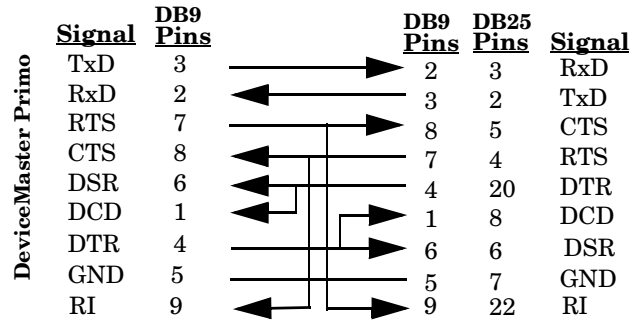 DB9 DB9 DB25
Signal Pins Pins Pins Signal
DeviceMaster Primo
TxD 3 2 3 RxD
RxD 2 3 2 TxD
RTS 7 8 5 CTS
CTS 8 7 4 RTS
DSR 6 4 20 DTR
DCD 1 1 8 DCD
DTR 4 6 6 DSR
GND 5 5 7 GND
RI 9 9 22 RI